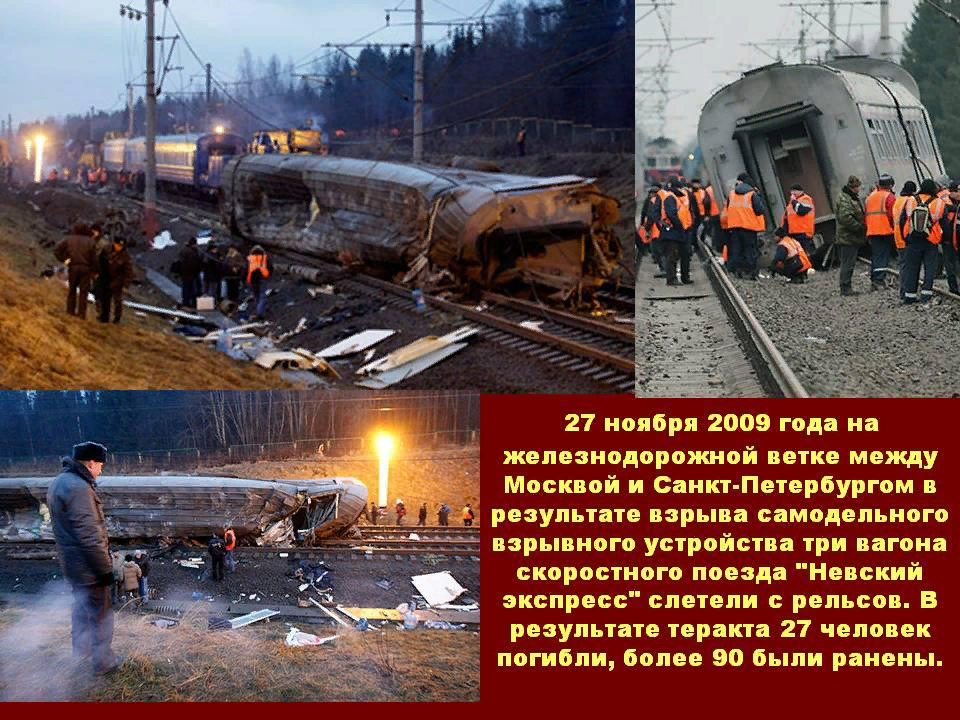 27 ноября 2009 года на
железнодорожной ветке между
Москвой и Санкт-Петербургом в
результате взрыва самодельного
взрывного устройства три вагона
скоростного поезда "Невский
экспресс" слетели с рельсов. В
результате теракта 27 человек
погибли, более 90 были ранены.